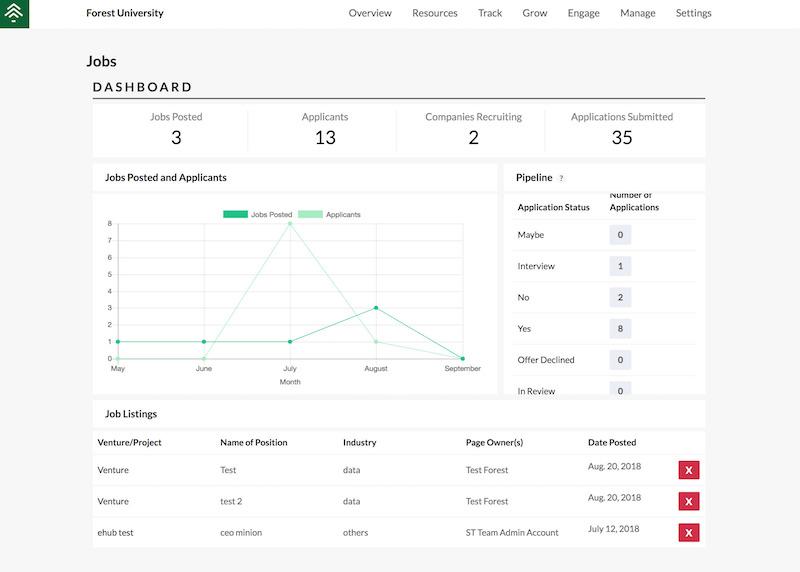 Forest University Overview Resources Track Grow Engage Manage Settings
Jobs
DASHBOARD
Jobs Posted Applicants Companies Recruiting Applications Submitted
3 13 2 35
Jobs Posted and Applicants
Jobs Posted Applicants
8
7
6
5
4
3
2
1
0
May June July August September
Month
Pipeline ?
Application Status Number of Applications
Maybe 0
Interview 1
No 2
Yes 8
Offer Declined 0
In Review 0
Job Listings
Venture/Project Name of Position Industry Page Owner(s) Date Posted
Venture Test data Test Forest Aug. 20, 2018 X
Venture test 2 data Test Forest Aug. 20, 2018 X
ehub test ceo minion others ST Team Admin Account July 12, 2018 X